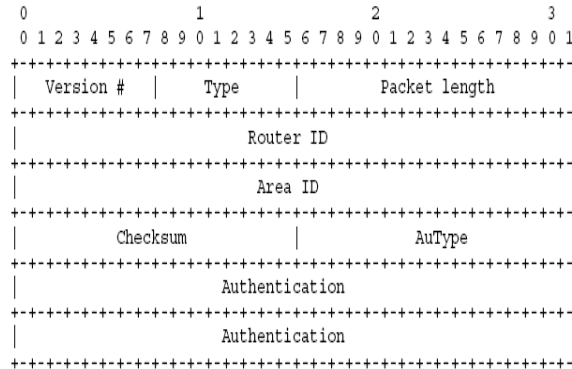 0 1 2 3
0 1 2 3 4 5 6 7 8 9 0 1 2 3 4 5 6 7 8 9 0 1 2 3 4 5 6 7 8 9 0 1
+-+-+-+-+-+-+-+-+-+-+-+-+-+-+-+-+-+-+-+-+-+-+-+-+-+-+-+-+-+-+-+-
| Version # | Type | Packet length
+-+-+-+-+-+-+-+-+-+-+-+-+-+-+-+-+-+-+-+-+-+-+-+-+-+-+-+-+-+-+-+-
| Router ID
+-+-+-+-+-+-+-+-+-+-+-+-+-+-+-+-+-+-+-+-+-+-+-+-+-+-+-+-+-+-+-+-
| Area ID
+-+-+-+-+-+-+-+-+-+-+-+-+-+-+-+-+-+-+-+-+-+-+-+-+-+-+-+-+-+-+-+-
| Checksum | AuType
+-+-+-+-+-+-+-+-+-+-+-+-+-+-+-+-+-+-+-+-+-+-+-+-+-+-+-+-+-+-+-+-
| Authentication
+-+-+-+-+-+-+-+-+-+-+-+-+-+-+-+-+-+-+-+-+-+-+-+-+-+-+-+-+-+-+-+-
| Authentication
+-+-+-+-+-+-+-+-+-+-+-+-+-+-+-+-+-+-+-+-+-+-+-+-+-+-+-+-+-+-+-+-